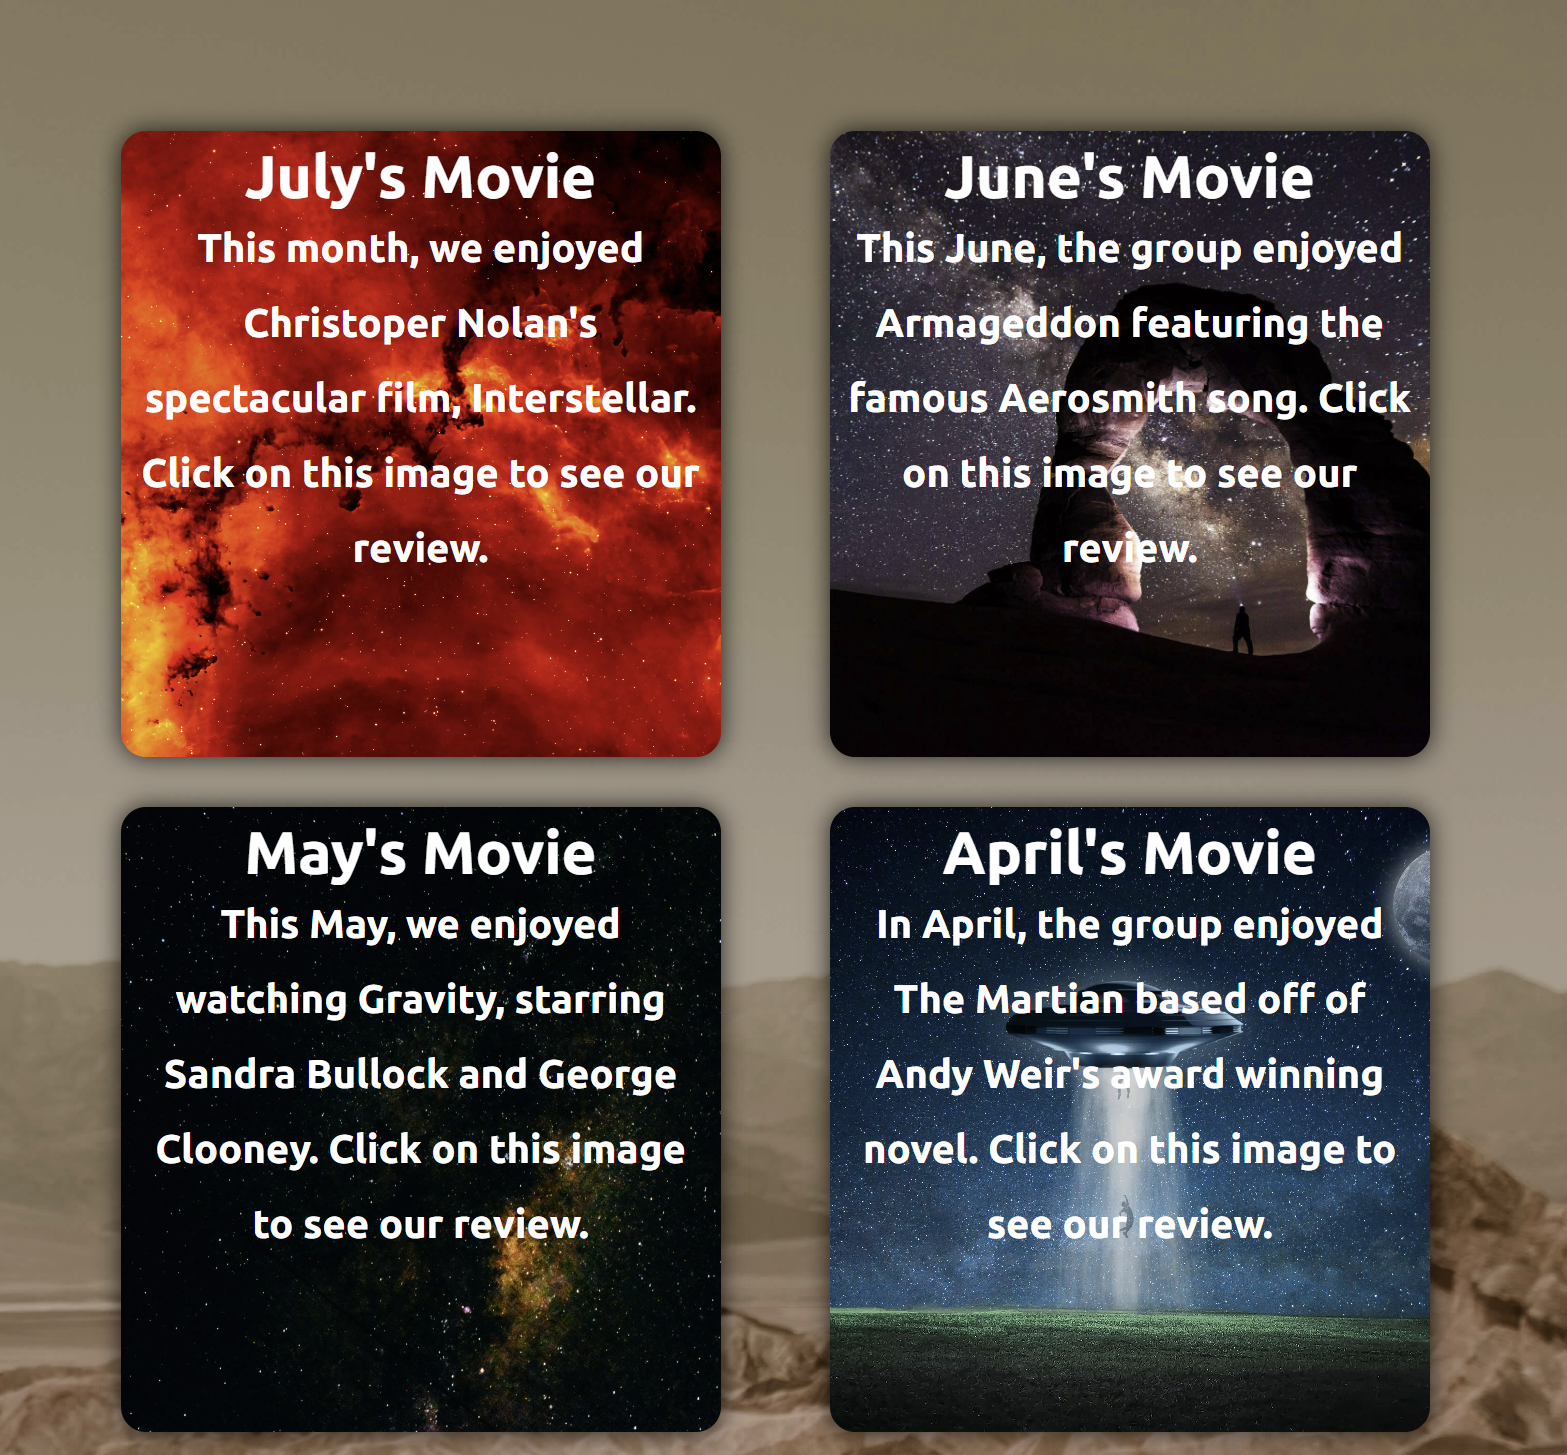 July's Movie
This month, we enjoyed
Christoper Nolan's
spectacular film, Interstellar.
Click on this image to see our
review.
June's Movie
This June, the group enjoyed
Armageddon featuring the
famous Aerosmith song. Click
on this image to see our
review.
May's Movie
This May, we enjoyed
watching Gravity, starring
Sandra Bullock and George
Clooney. Click on this image
to see our review.
April's Movie
In April, the group enjoyed
The Martian based off of
Andy Weir's award winning
novel. Click on this image to
see our review.